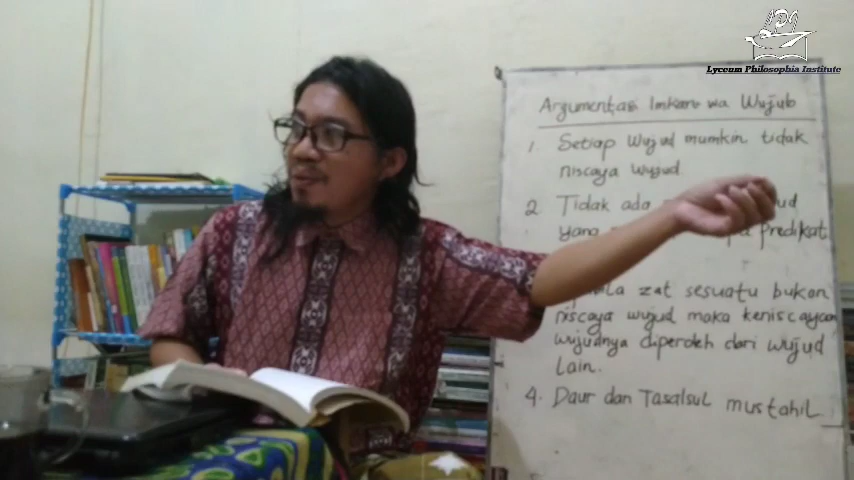 Lyceum Philosophia Institute
Argumentasi Imkan wa Wujub
1. Setiap Wujud mumkin tidak
niscaya wujud.
2. Tidak ada
yang Predikat
zat sesuatu bukan
niscaya wujud maka keniscayaan
wujudnya diperoleh dari wujud
Lain.
4. Daur dan Tasalsul mustahil.